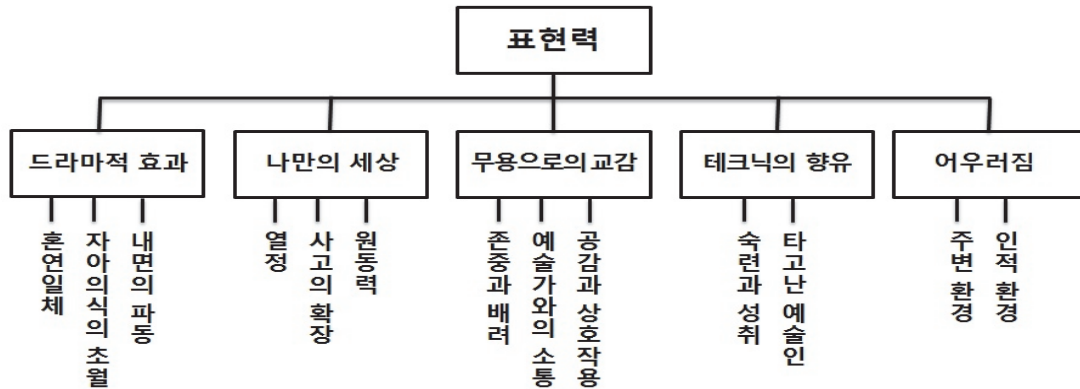 표현력
드라마적 효과
나만의 세상
무용으로의 교감
테크닉의 향유
어우러짐
혼연일체
자아의식의 초월
내면의 파동
열정
사고의 확장
원동력
존중과 배려
예술가와의 소통
공감과 상호작용
숙련과 성취
타고난 예술인
주변 환경
인적 환경